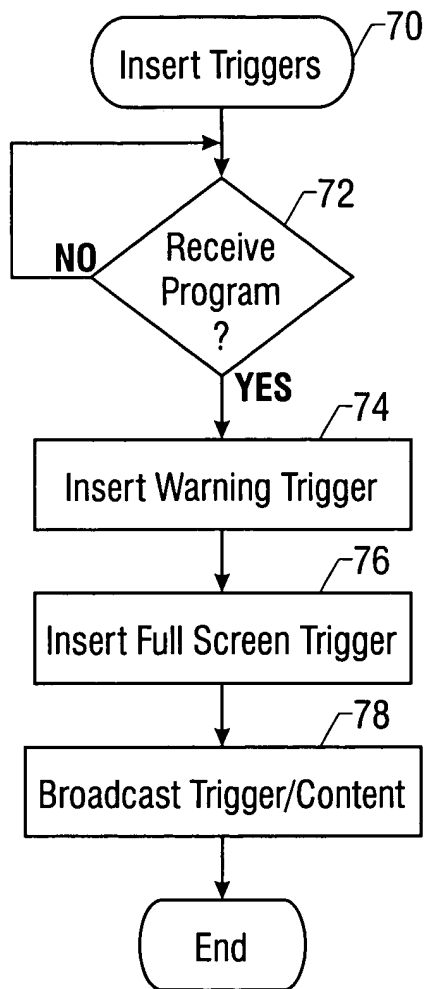 70
Insert Triggers
72
Receive
Program
?
NO
YES
74
Insert Warning Trigger
76
Insert Full Screen Trigger
78
Broadcast Trigger/Content
End